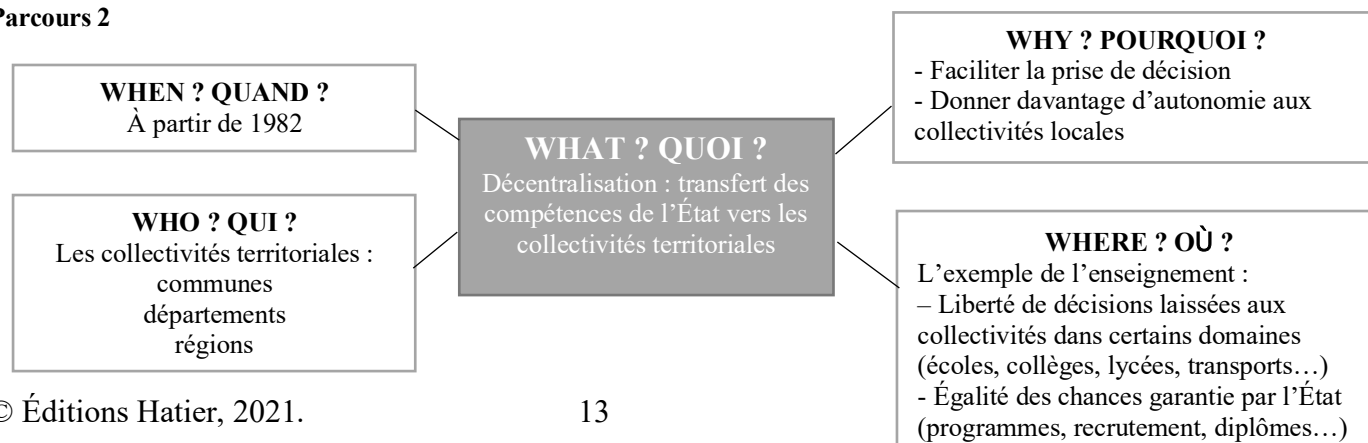 Parcours 2
WHEN ? QUAND ?
À partir de 1982
WHO ? QUI ?
Les collectivités territoriales :
communes
départements
régions
WHAT ? QUOI ?
Décentralisation : transfert des
compétences de l’État vers les
collectivités territoriales
WHY ? POURQUOI ?
- Faciliter la prise de décision
- Donner davantage d’autonomie aux
collectivités locales
WHERE ? OÙ ?
L’exemple de l’enseignement :
– Liberté de décisions laissées aux
collectivités dans certains domaines
(écoles, collèges, lycées, transports…)
- Égalité des chances garantie par l’État
(programmes, recrutement, diplômes…)
© Éditions Hatier, 2021.
13